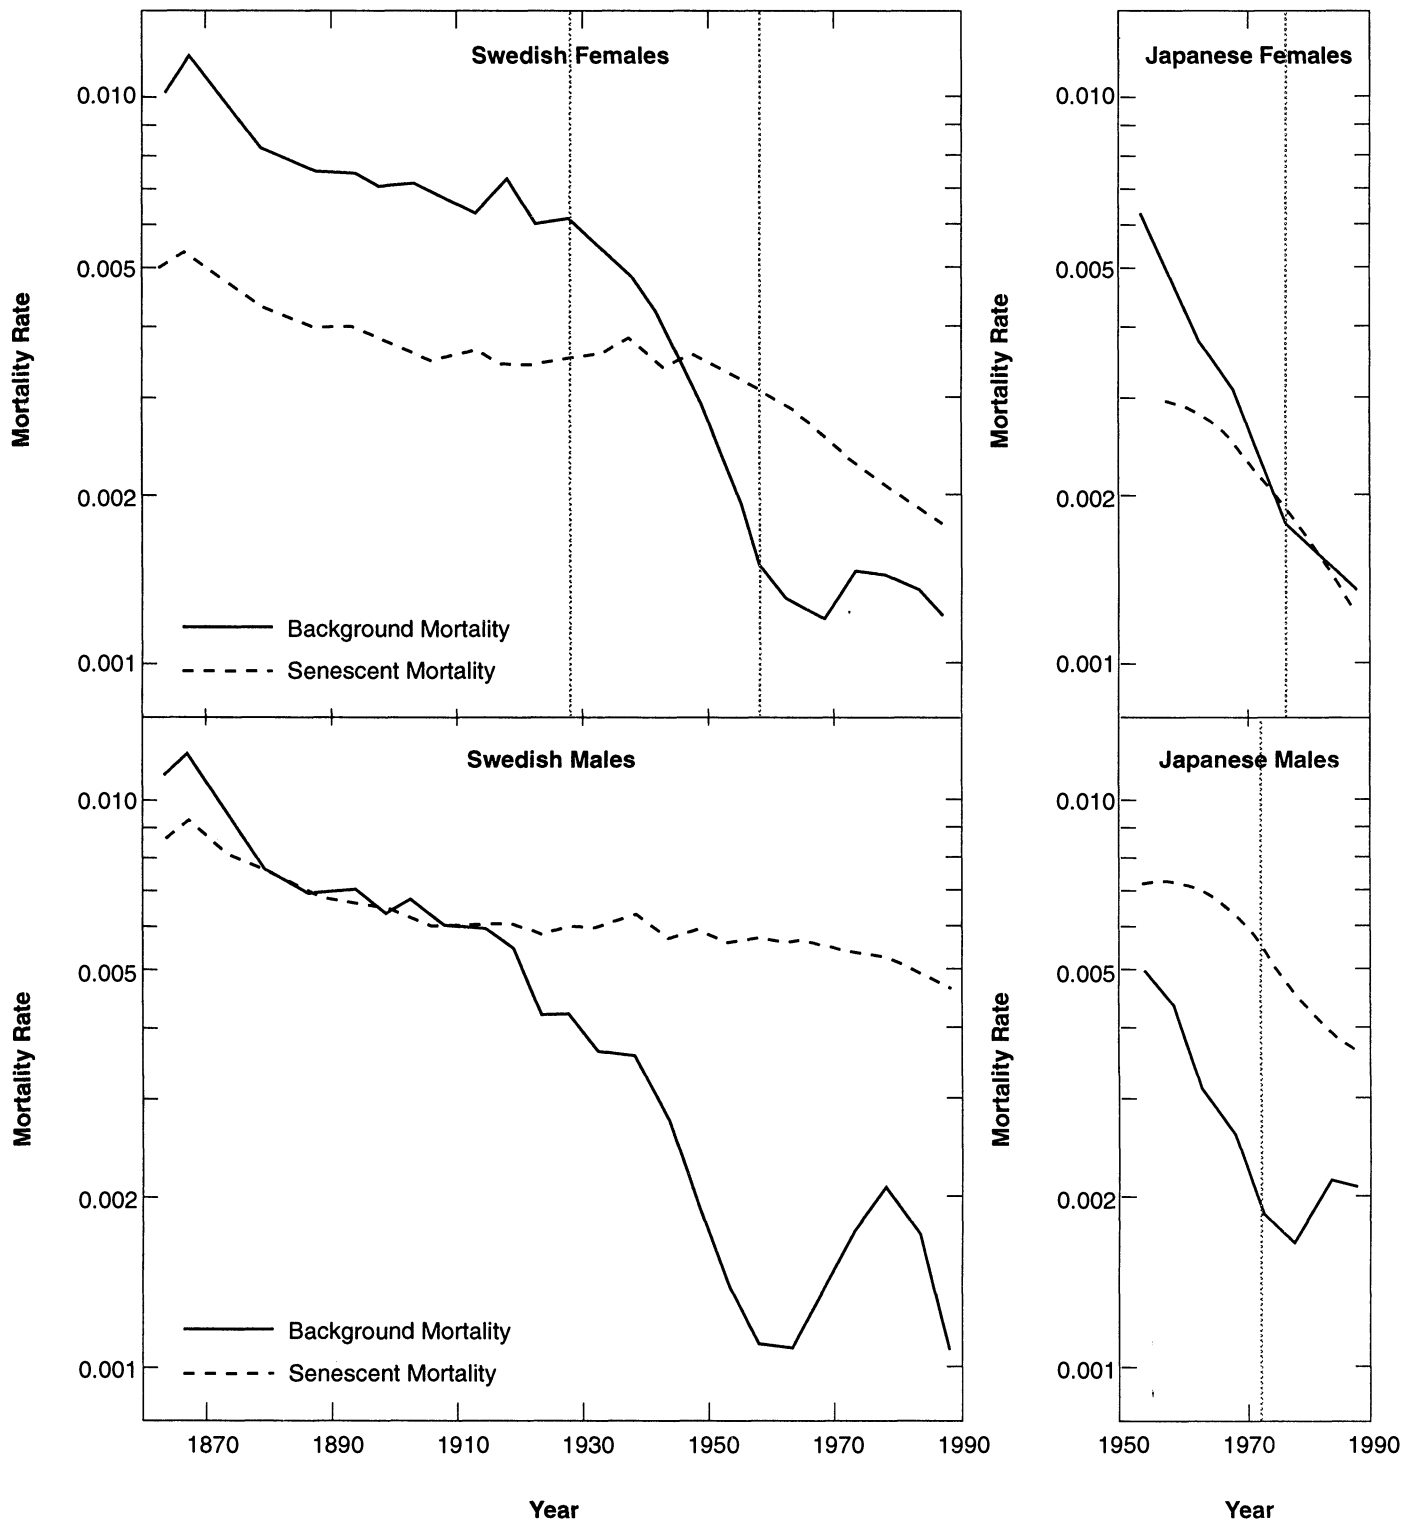 Swedish Females
0.010
0.005
0.002
0.001
Mortality Rate
Background Mortality
Senescent Mortality
Japanese Females
0.010
0.005
0.002
0.001
Mortality Rate
Swedish Males
0.010
0.005
0.002
0.001
Mortality Rate
Background Mortality
Senescent Mortality
1870 1890 1910 1930 1950 1970 1990
Year
Japanese Males
0.010
0.005
0.002
0.001
Mortality Rate
1950 1970 1990
Year